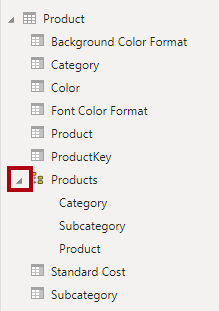 Product
Background Color Format
Category
Color
Font Color Format
Product
ProductKey
Products
Category
Subcategory
Product
Standard Cost
Subcategory